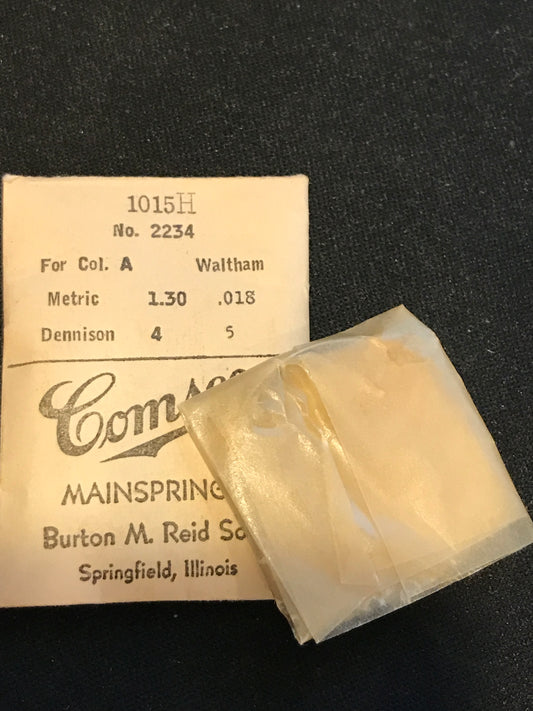 1015H
No. 2234
For Col. A Waltham
Metric 1.30 .018
Dennison 4 5
MAINSPRING
Burton M. Reid
Springfield, Illinois